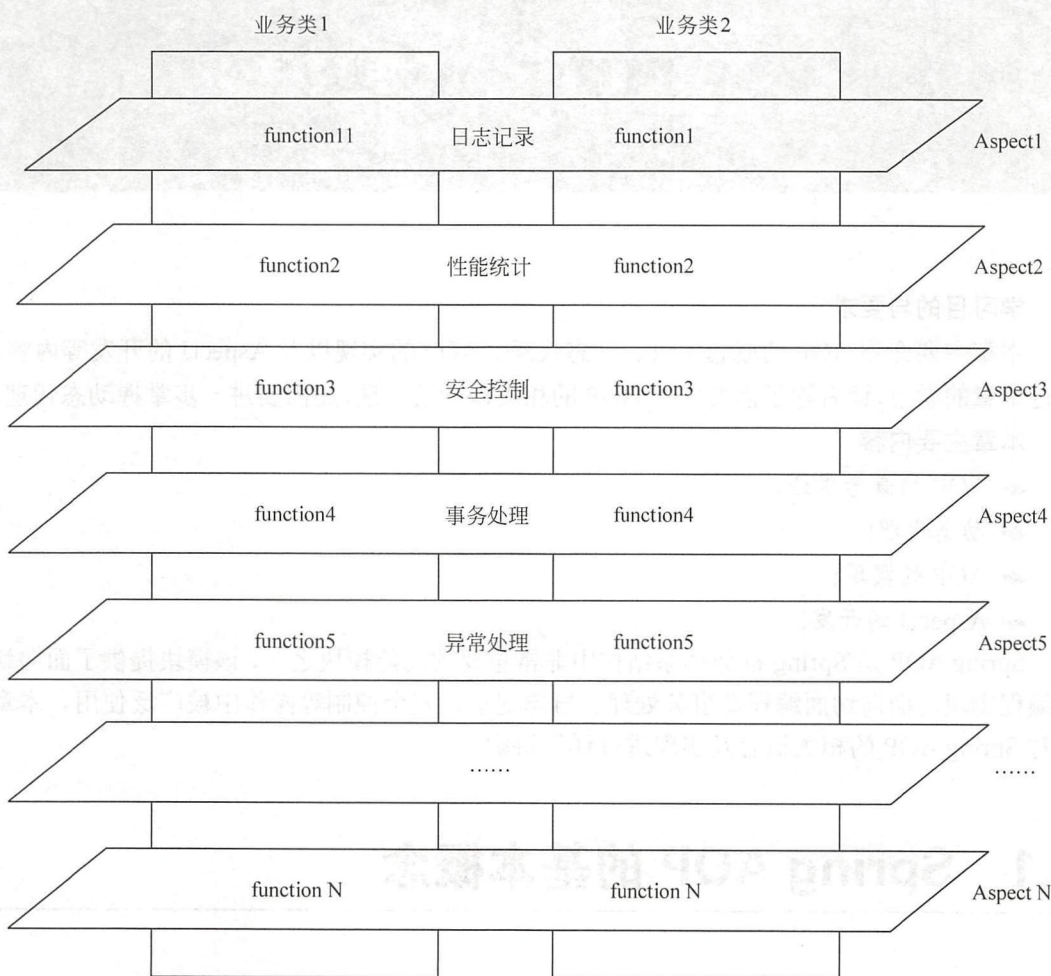 业务类1 业务类2
function11 日志记录 function1 Aspect1
function2 性能统计 function2 Aspect2
function3 安全控制 function3 Aspect3
function4 事务处理 function4 Aspect4
function5 异常处理 function5 Aspect5
…… ……
function N function N Aspect N